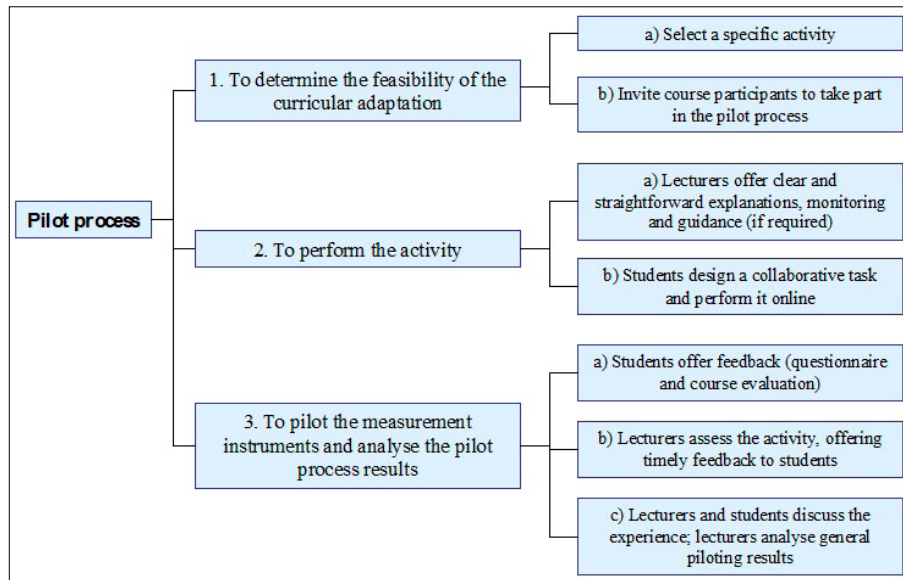 Pilot process
1. To determine the feasibility of the
curricular adaptation
a) Select a specific activity
b) Invite course participants to take part
in the pilot process
2. To perform the activity
a) Lecturers offer clear and
straightforward explanations, monitoring
and guidance (if required)
b) Students design a collaborative task
and perform it online
3. To pilot the measurement
instruments and analyse the pilot
process results
a) Students offer feedback (questionnaire
and course evaluation)
b) Lecturers assess the activity, offering
timely feedback to students
c) Lecturers and students discuss the
experience; lecturers analyse general
piloting results